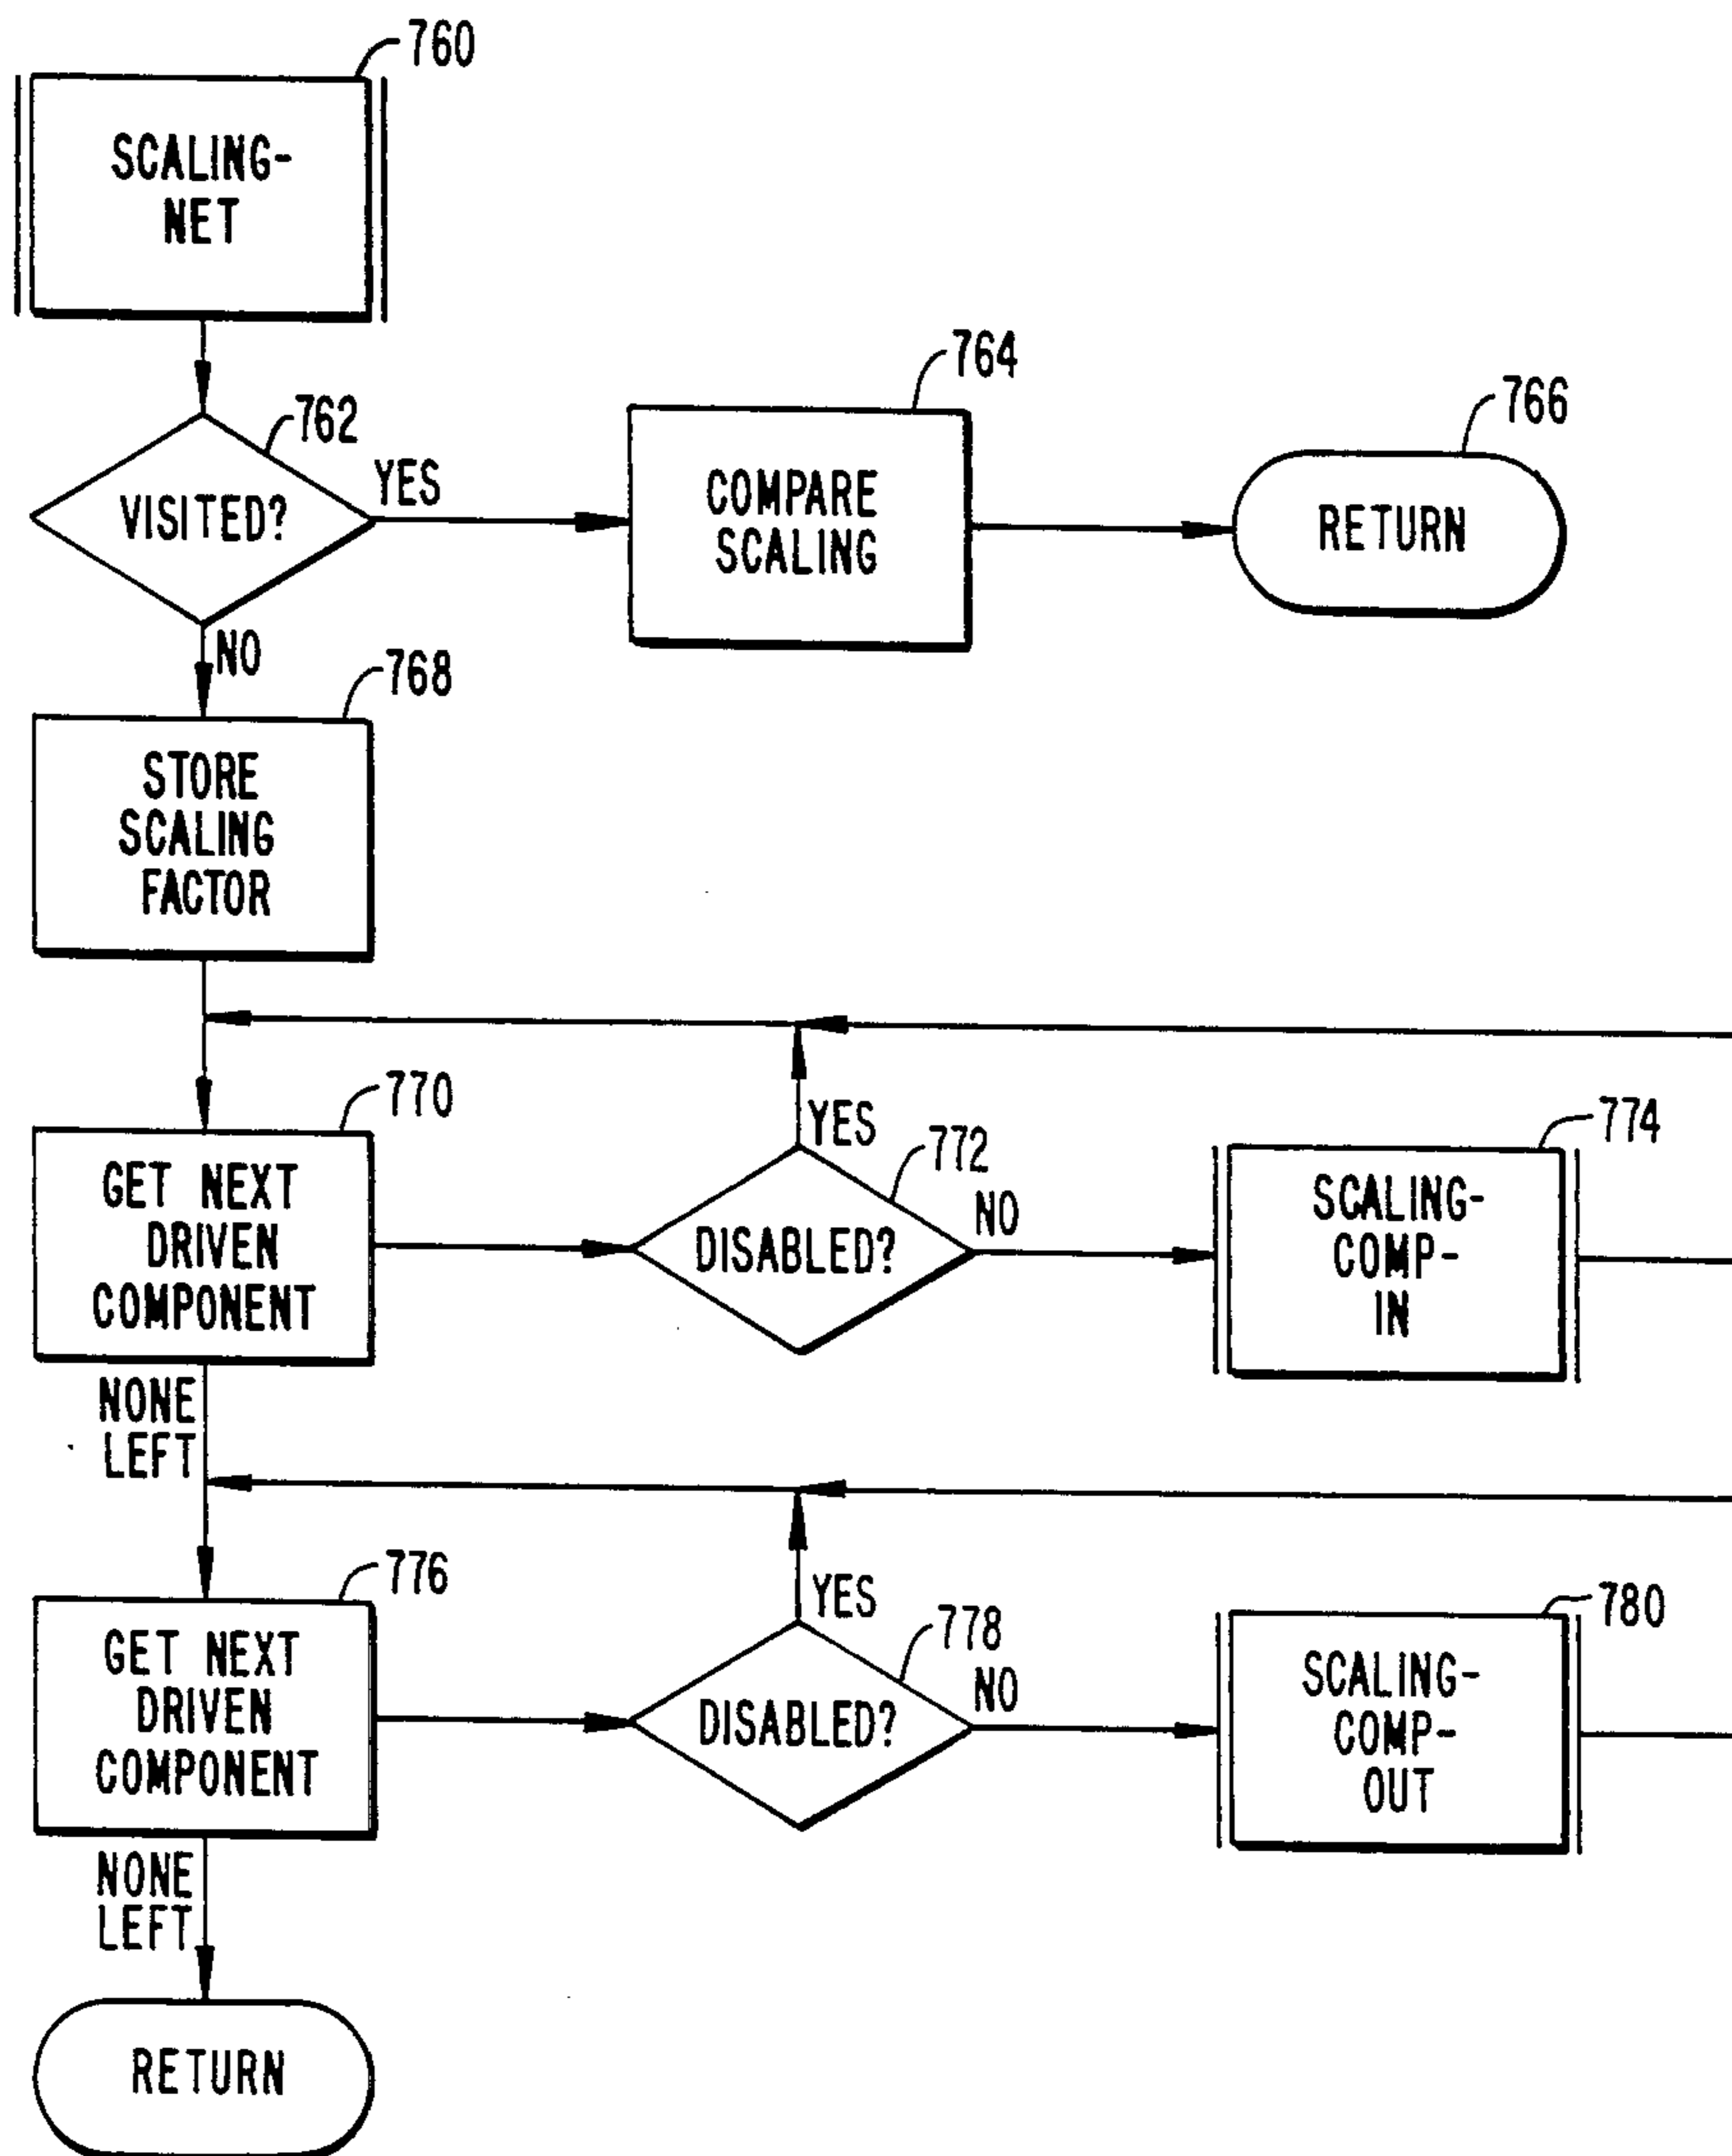 760
SCALING-
NET
762
VISITED?
YES
764
COMPARE
SCALING
766
RETURN
NO
768
STORE
SCALING
FACTOR
770
GET NEXT
DRIVEN
COMPONENT
YES
772
DISABLED?
NO
774
SCALING-
COMP-
IN
NONE
LEFT
776
GET NEXT
DRIVEN
COMPONENT
YES
778
DISABLED?
NO
780
SCALING-
COMP-
OUT
NONE
LEFT
RETURN